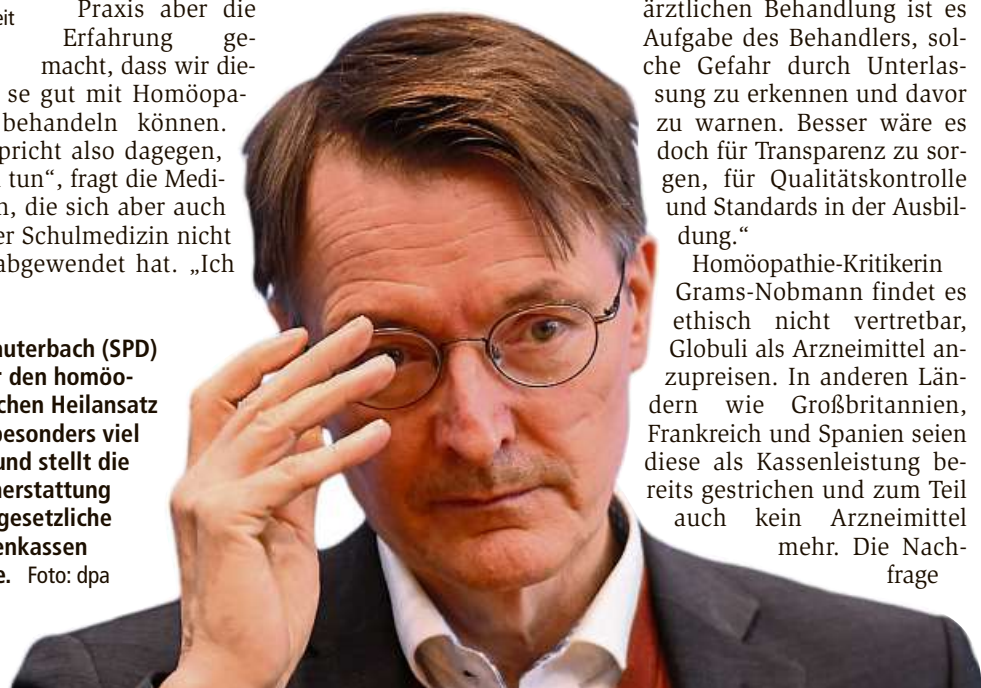 eit
Praxis aber die
Erfahrung ge-
macht, dass wir die-
se gut mit Homöopa-
behandeln können.
pricht also dagegen,
tun“, fragt die Medi-
n, die sich aber auch
er Schulmedizin nicht
abgewendet hat. „Ich
auterbach (SPD)
r den homöo-
chen Heilansatz
besonders viel
und stellt die
nerstattung
gesetzliche
enkassen
e. Foto: dpa
ärztlichen Behandlung ist es
Aufgabe des Behandlers, sol-
che Gefahr durch Unterlas-
sung zu erkennen und davor
zu warnen. Besser wäre es
doch für Transparenz zu sor-
gen, für Qualitätskontrolle
und Standards in der Ausbil-
dung.“
Homöopathie-Kritikerin
Grams-Nobmann findet es
ethisch nicht vertretbar,
Globuli als Arzneimittel an-
zupreisen. In anderen Län-
dern wie Großbritannien,
Frankreich und Spanien seien
diese als Kassenleistung be-
reits gestrichen und zum Teil
auch kein Arzneimittel
mehr. Die Nach-
frage